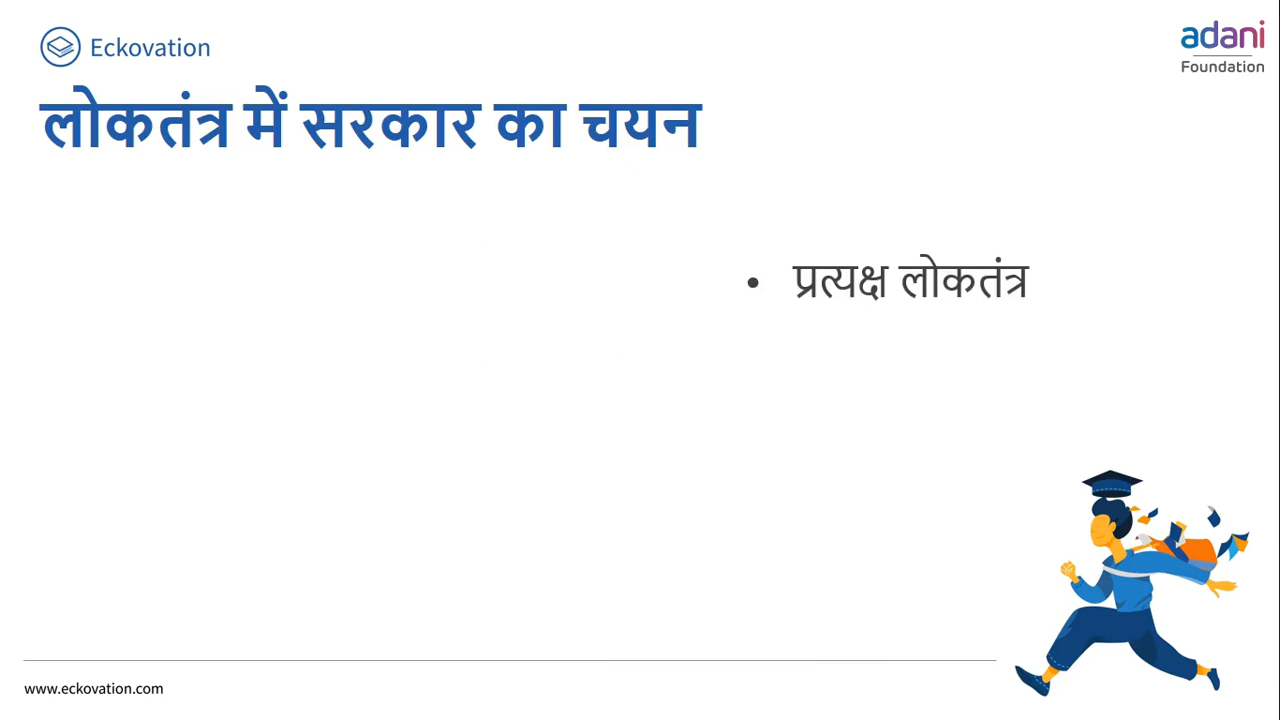 Eckovation
adani
Foundation
लोकतंत्र में सरकार का चयन
• प्रत्यक्ष लोकतंत्र
www.eckovation.com